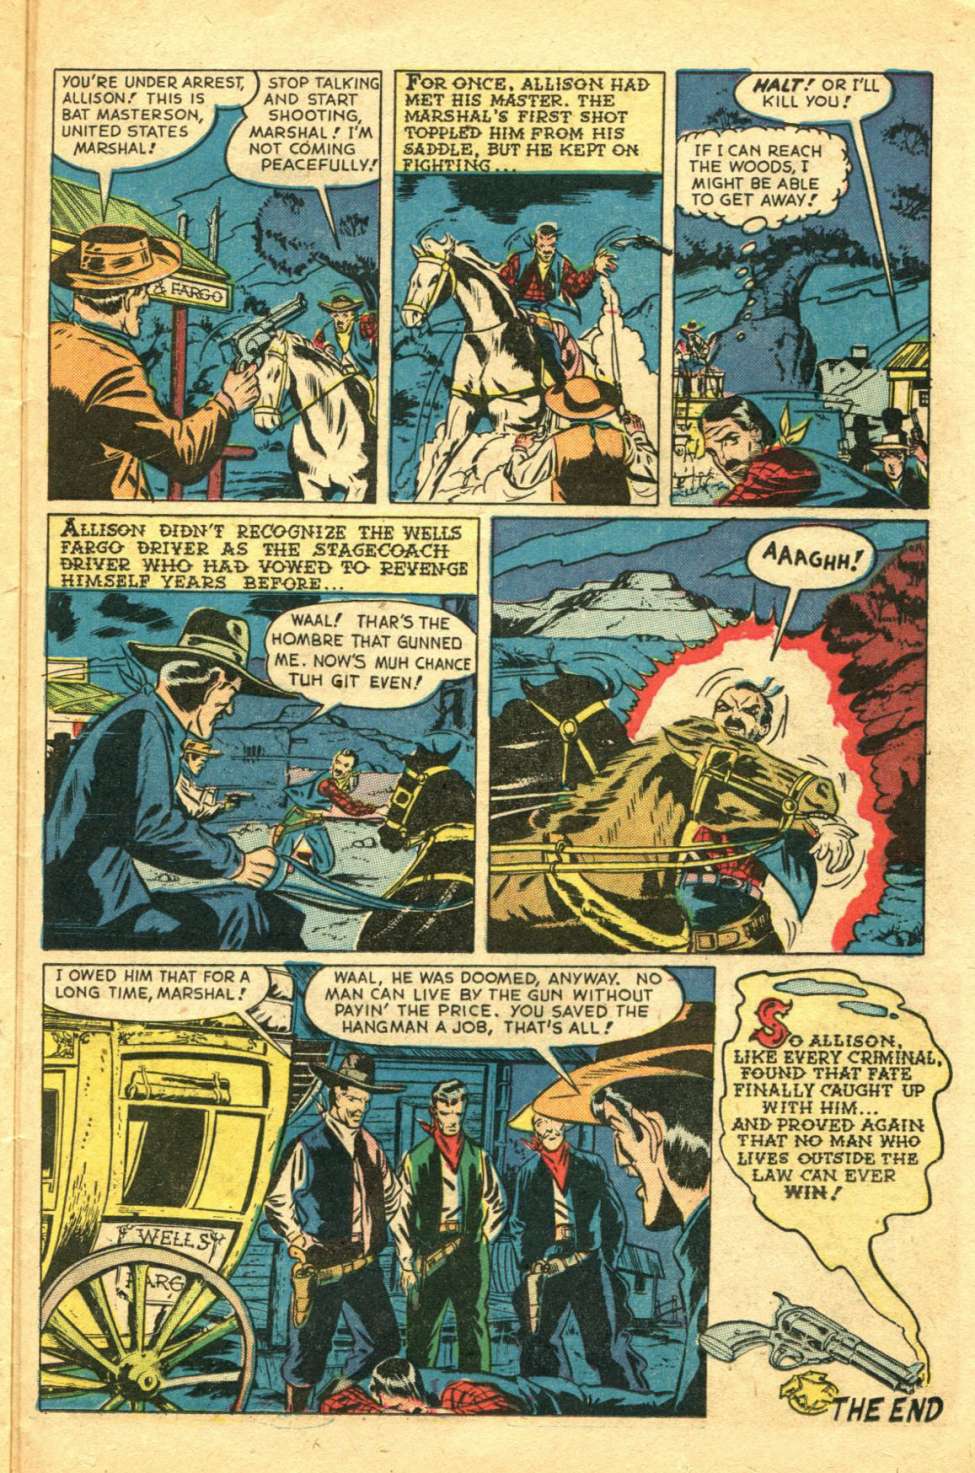 YOU'RE UNDER ARREST,
ALLISON! THIS IS
BAT MASTERSON,
UNITED STATES
MARSHAL!
STOP TALKING
AND START
SHOOTING,
MARSHAL! I'M
NOT COMING
PEACEFULLY!
& FARGO
FOR ONCE, ALLISON HAD
MET HIS MASTER. THE
MARSHAL'S FIRST SHOT
TOPPLED HIM FROM HIS
SADDLE, BUT HE KEPT ON
FIGHTING...
HALT! OR I'LL
KILL YOU!
IF I CAN REACH
THE WOODS, I
MIGHT BE ABLE
TO GET AWAY!
ALLISON DIDN'T RECOGNIZE THE WELLS
FARGO DRIVER AS THE STAGECOACH
DRIVER WHO HAD VOWED TO REVENGE
HIMSELF YEARS BEFORE...
WAAL! THAR'S THE
HOMBRE THAT GUNNED
ME. NOW'S MUH CHANCE
TUH GIT EVEN!
AAAGHH!
I OWED HIM THAT FOR A
LONG TIME, MARSHAL!
WAAL, HE WAS DOOMED, ANYWAY. NO
MAN CAN LIVE BY THE GUN WITHOUT
PAYIN' THE PRICE. YOU SAVED THE
HANGMAN A JOB, THAT'S ALL!
WELLS
FARGO
SO ALLISON,
LIKE EVERY CRIMINAL,
FOUND THAT FATE
FINALLY CAUGHT UP
WITH HIM...
AND PROVED AGAIN
THAT NO MAN WHO
LIVES OUTSIDE THE
LAW CAN EVER
WIN!
THE END